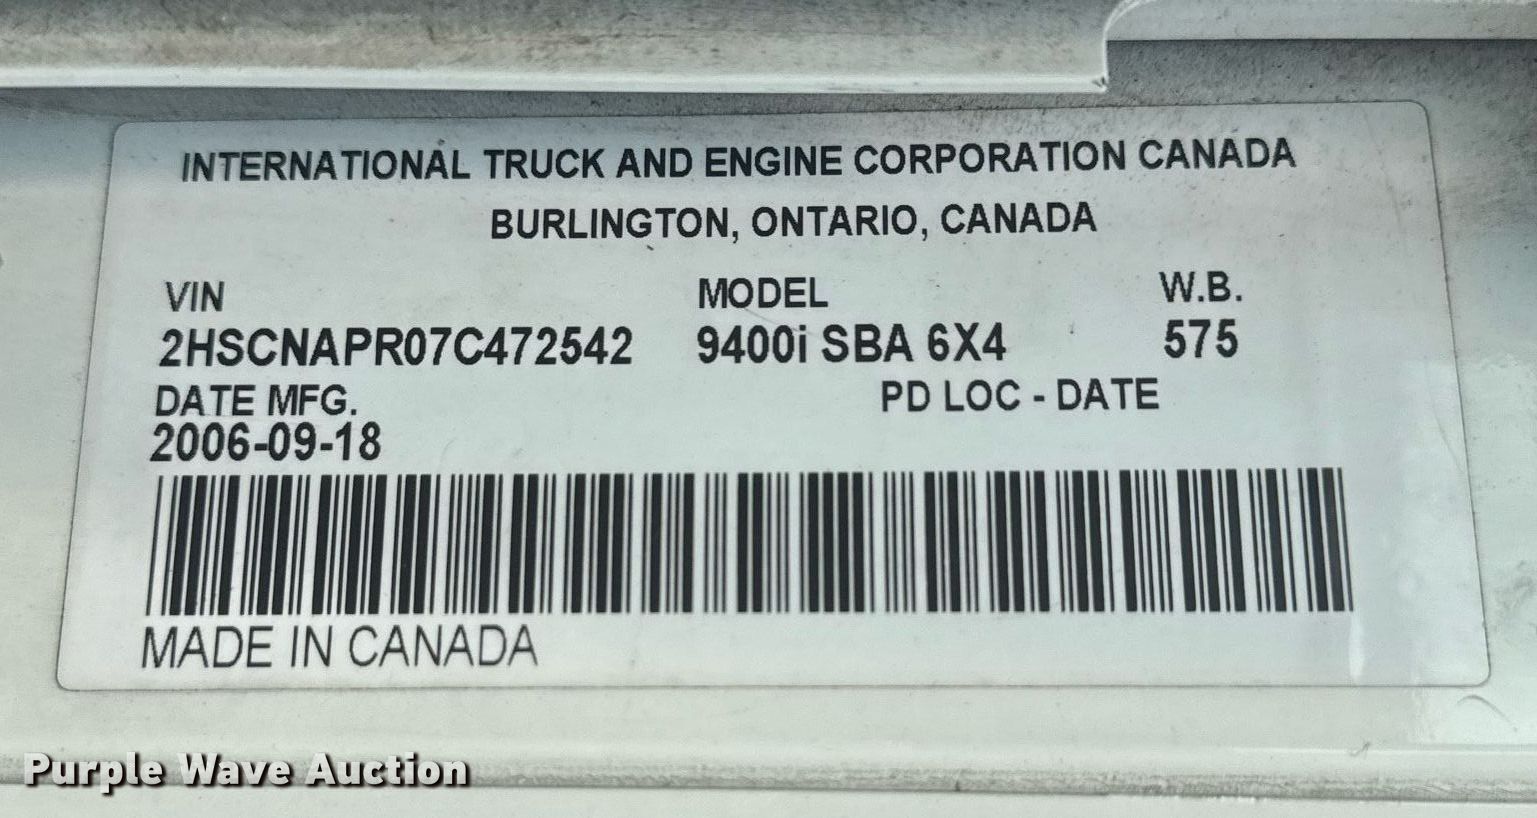 INTERNATIONAL TRUCK AND ENGINE CORPORATION CANADA
BURLINGTON, ONTARIO, CANADA
VIN MODEL W.B.
2HSCNAPR07C472542 9400i SBA 6X4 575
DATE MFG. PD LOC - DATE
2006-09-18
MADE IN CANADA
Purple Wave Auction